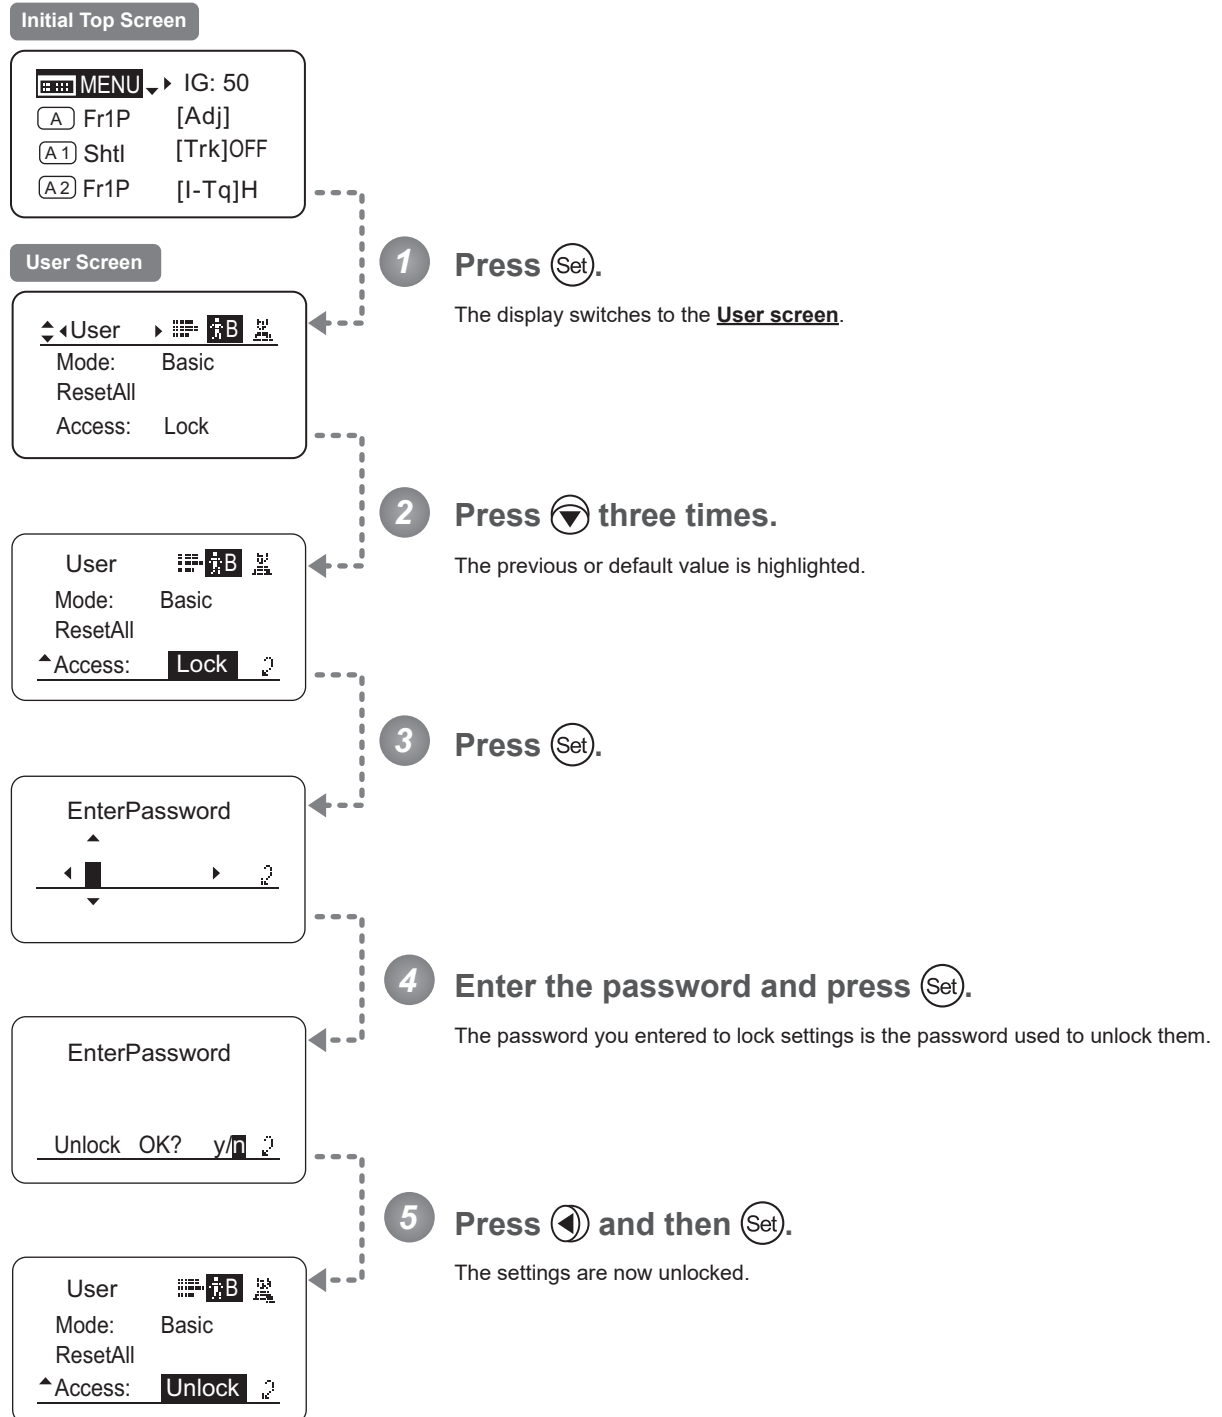 Initial Top Screen
MENU IG: 50
A Fr1P [Adj]
A1 Shtl [Trk]OFF
A2 Fr1P [I-Tq]H
1 Press Set.
User Screen
The display switches to the User screen.
User B
Mode: Basic
ResetAll
Access: Lock
2 Press three times.
The previous or default value is highlighted.
User B
Mode: Basic
ResetAll
Access: Lock
3 Press Set.
EnterPassword
4 Enter the password and press Set.
The password you entered to lock settings is the password used to unlock them.
EnterPassword
Unlock OK? y/n
5 Press and then Set.
The settings are now unlocked.
User B
Mode: Basic
ResetAll
Access: Unlock